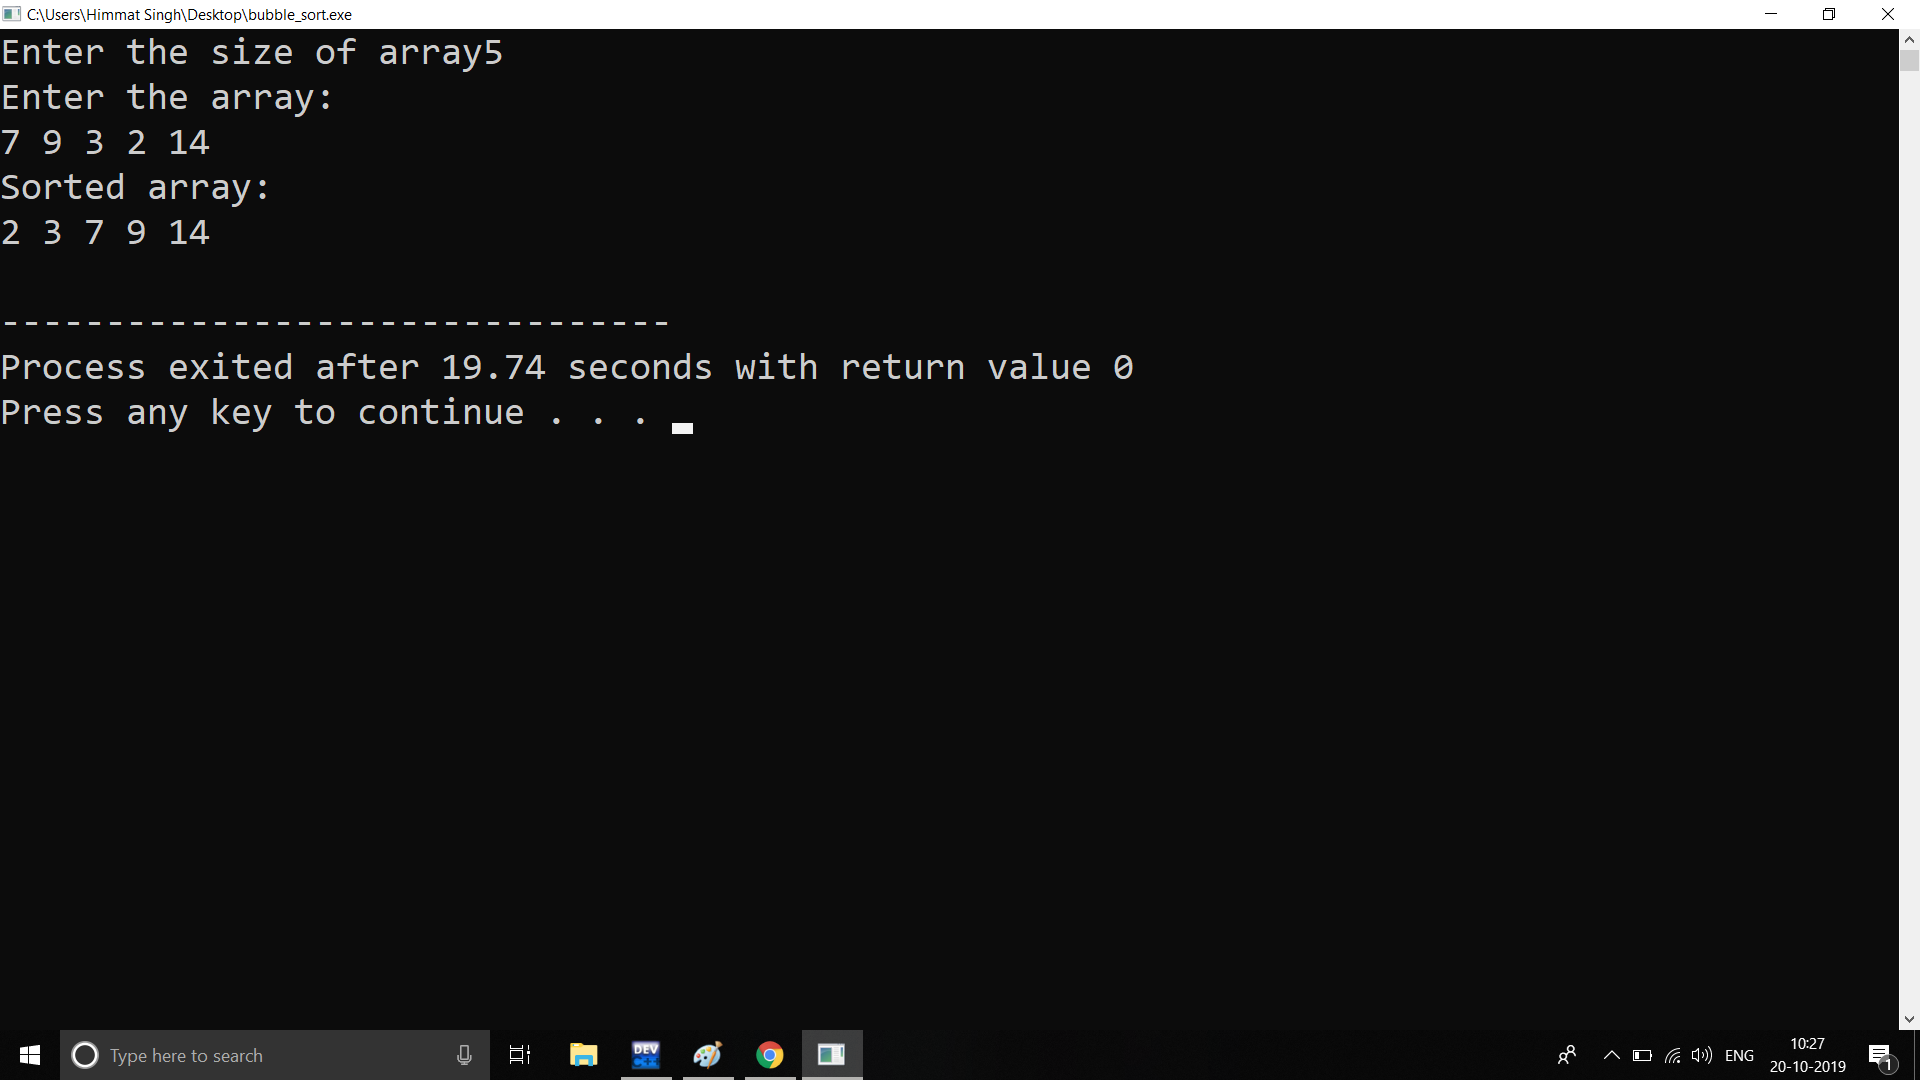 C:\Users\Himmat Singh\Desktop\bubble_sort.exe
Enter the size of array5
Enter the array:
7 9 3 2 14
Sorted array:
2 3 7 9 14
--------------------------------
Process exited after 19.74 seconds with return value 0
Press any key to continue . . .
Type here to search
DEV C++
ENG
10:27
20-10-2019
1